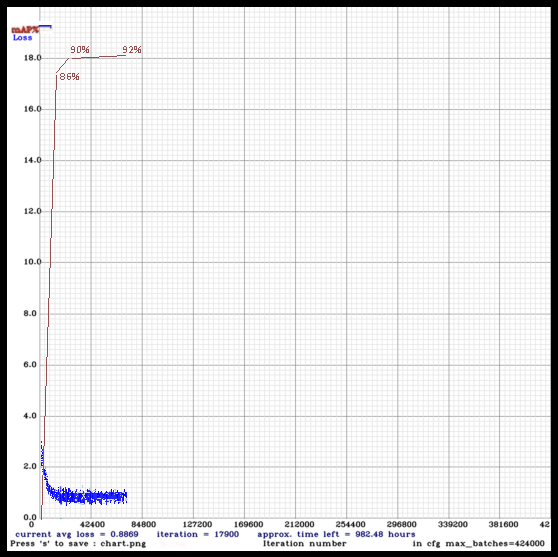 mAP%
Loss
18.0
16.0
14.0
12.0
10.0
8.0
6.0
4.0
2.0
0.0
86%
90%
92%
0 42400 84800 127200 169600 212000 254400 296800 339200 381600 42
current avg loss = 0.8869 iteration = 17900 approx. time left = 982.48 hours
Press 's' to save : chart.png Iteration number in cfg max_batches=424000